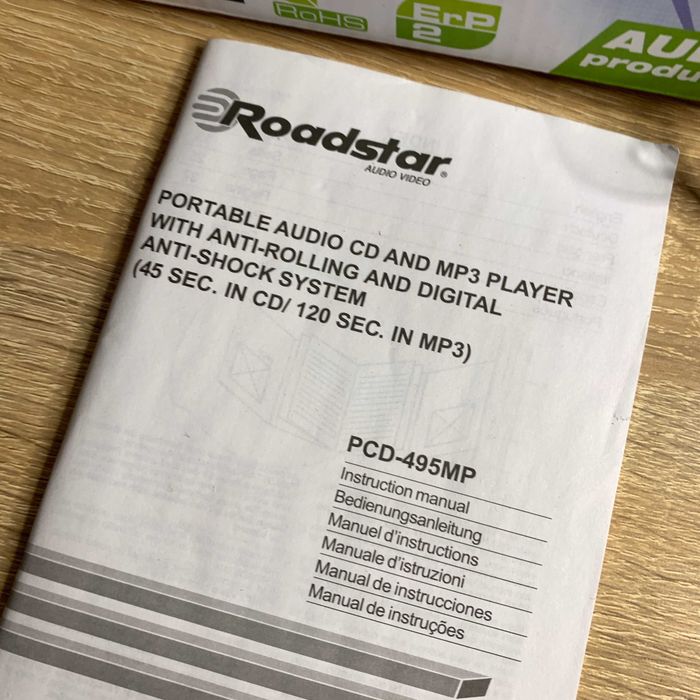 RoHS
ErP
2
AU
produ
Roadstar®
AUDIO VIDEO
PORTABLE AUDIO CD AND MP3 PLAYER
WITH ANTI-ROLLING AND DIGITAL
ANTI-SHOCK SYSTEM
(45 SEC. IN CD/ 120 SEC. IN MP3)
PCD-495MP
Instruction manual
Bedienungsanleitung
Manuel d'instructions
Manuale d'istruzioni
Manual de instrucciones
Manual de instruções